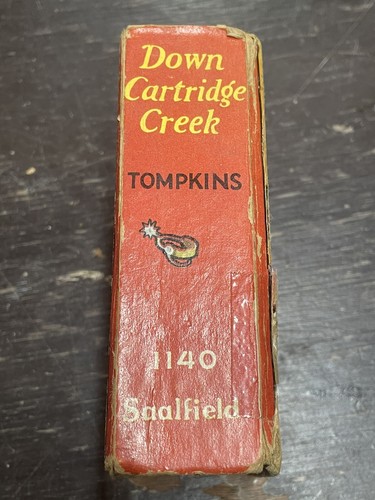 Down
Cartridge
Creek
TOMPKINS
1140
Saalfield